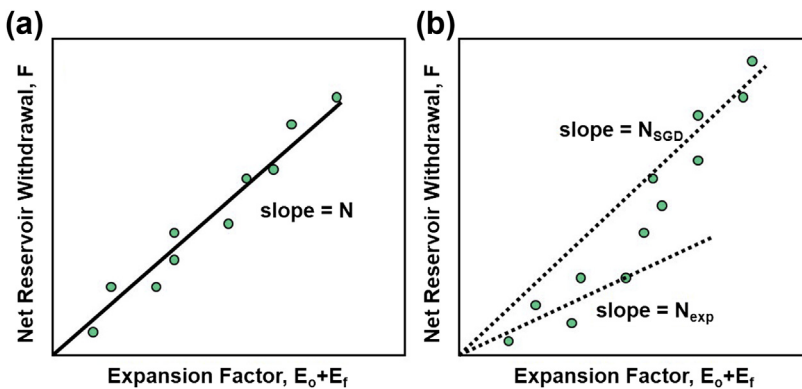 (a)
Net Reservoir Withdrawal, F
slope = N
Expansion Factor, Eo+Ef
(b)
Net Reservoir Withdrawal, F
slope = NSGD
slope = Nexp
Expansion Factor, Eo+Ef